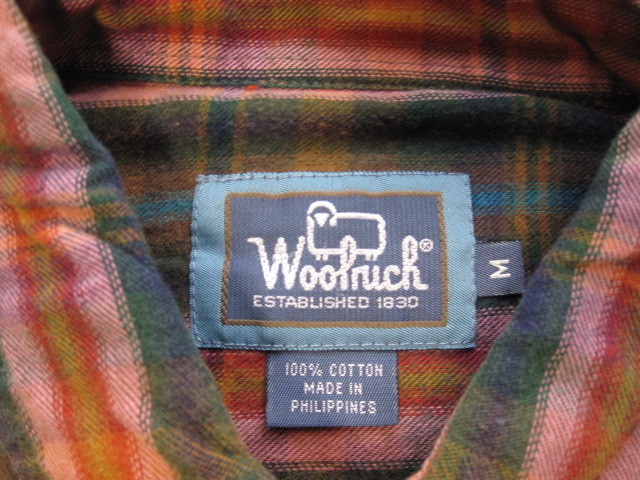 Woolrich®
ESTABLISHED 1830
M
100% COTTON
MADE IN
PHILIPPINES